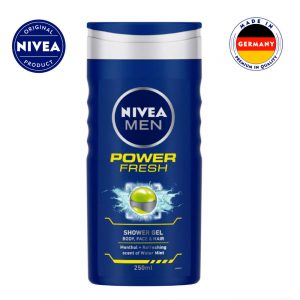 ORIGINAL
NIVEA
PRODUCT
MADE IN
GERMANY
PREMIUM IN QUALITY
NIVEA
MEN
POWER
FRESH
SHOWER GEL
BODY, FACE & HAIR
Menthol + Refreshing
scent of Water Mint
250ml